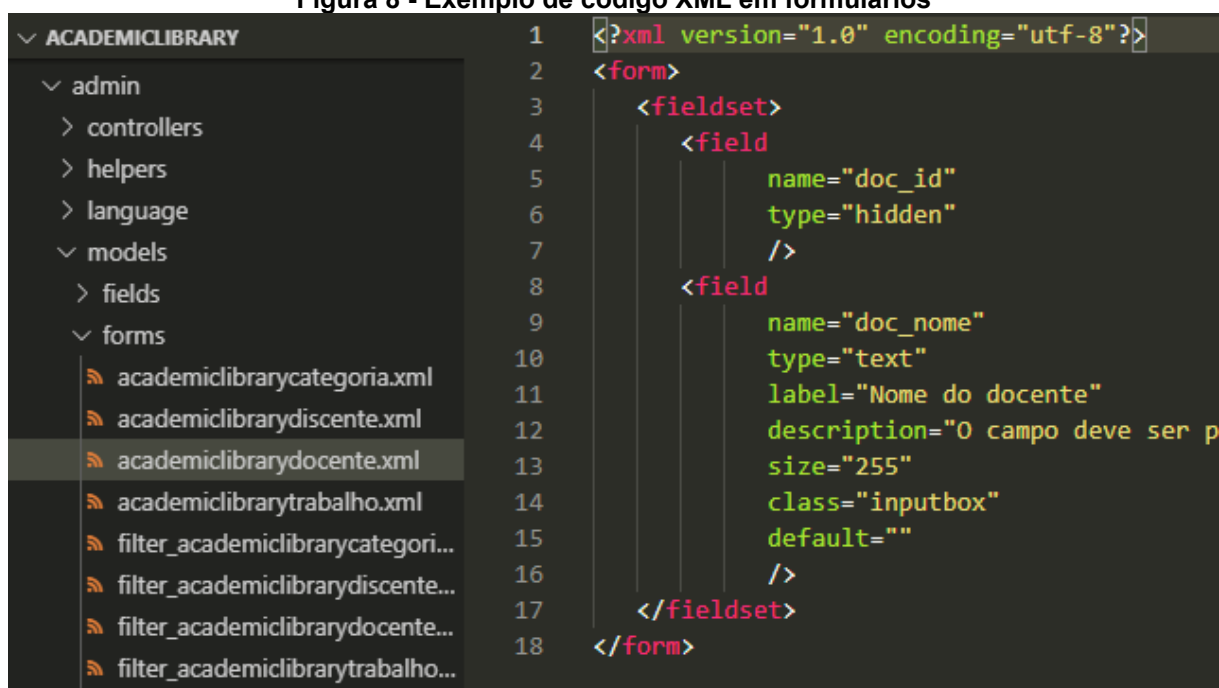 Figura 8 - Exemplo de código XML em formulários
ACADEMICLIBRARY
admin
controllers
helpers
language
models
fields
forms
academiclibrarycategoria.xml
academiclibrarydiscente.xml
academiclibrarydocente.xml
academiclibrarytrabalho.xml
filter_academiclibrarycategori...
filter_academiclibrarydiscente...
filter_academiclibrarydocente...
filter_academiclibrarytrabalho...
1 <?xml version="1.0" encoding="utf-8"?>
2 <form>
3 <fieldset>
4 <field
5 name="doc_id"
6 type="hidden"
7 />
8 <field
9 name="doc_nome"
10 type="text"
11 label="Nome do docente"
12 description="O campo deve ser p
13 size="255"
14 class="inputbox"
15 default=""
16 />
17 </fieldset>
18 </form>